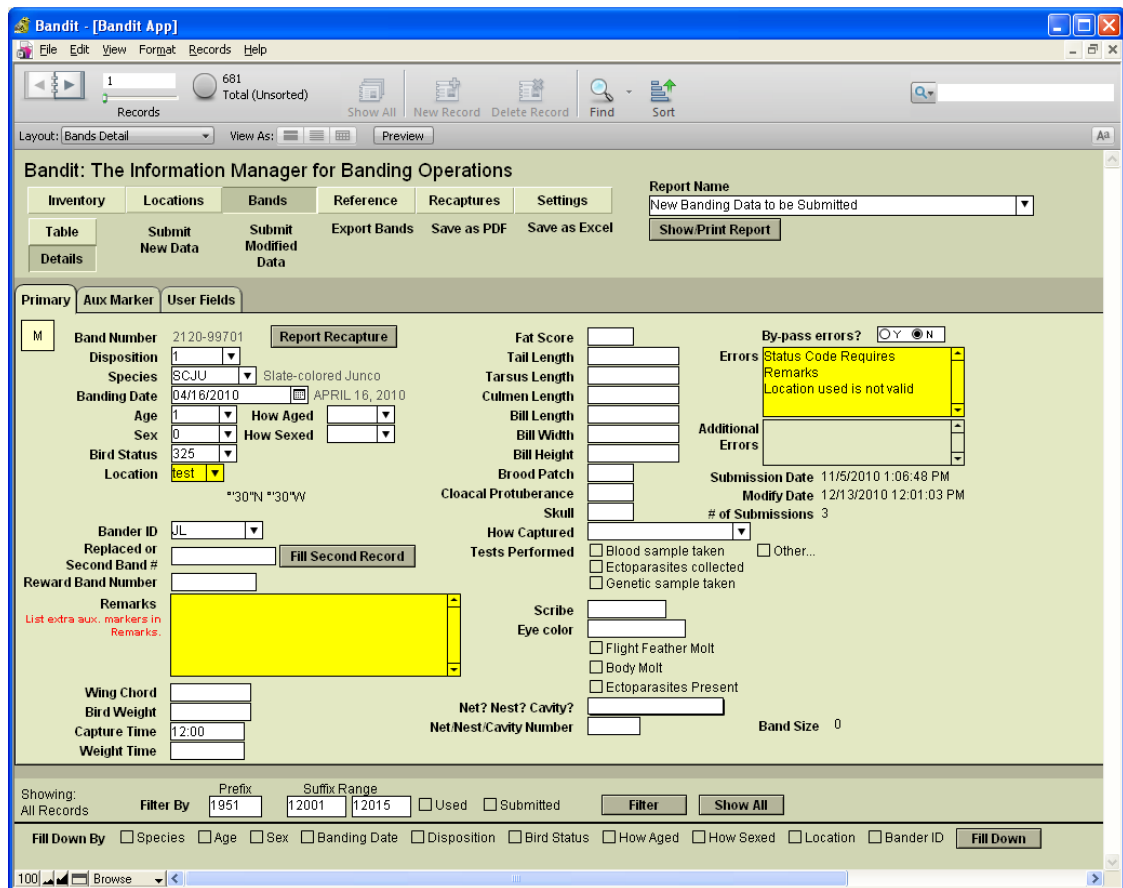 Bandit - [Bandit App]
File Edit View Format Records Help
1
681
Total (Unsorted)
Records
Show All New Record Delete Record Find Sort
Layout: Bands Detail View As: Preview Aa
Bandit: The Information Manager for Banding Operations
Inventory Locations Bands Reference Recaptures Settings
Report Name
New Banding Data to be Submitted
Show/Print Report
Table Details
Submit New Data
Submit Modified Data
Export Bands Save as PDF Save as Excel
Primary Aux Marker User Fields
M
Band Number 2120-99701 Report Recapture
Disposition 1
Species SCJU Slate-colored Junco
Banding Date 04/16/2010 APRIL 16, 2010
Age 1 How Aged
Sex 0 How Sexed
Bird Status 325
Location test
°'30"N °'30"W
Bander ID JL
Replaced or
Second Band # Fill Second Record
Reward Band Number
Remarks
List extra aux. markers in
Remarks.
Wing Chord
Bird Weight
Capture Time 12:00
Weight Time
Fat Score
Tail Length
Tarsus Length
Culmen Length
Bill Length
Bill Width
Bill Height
Brood Patch
Cloacal Protuberance
Skull
How Captured
Tests Performed Blood sample taken Other...
Ectoparasites collected
Genetic sample taken
Scribe
Eye color
Flight Feather Molt
Body Molt
Ectoparasites Present
Net? Nest? Cavity?
Net/Nest/Cavity Number
By-pass errors? Y N
Errors Status Code Requires
Remarks
Location used is not valid
Additional
Errors
Submission Date 11/5/2010 1:06:48 PM
Modify Date 12/13/2010 12:01:03 PM
# of Submissions 3
Band Size 0
Showing:
All Records
Prefix Suffix Range
Filter By 1951 12001 12015 Used Submitted Filter Show All
Fill Down By Species Age Sex Banding Date Disposition Bird Status How Aged How Sexed Location Bander ID Fill Down
100 Browse